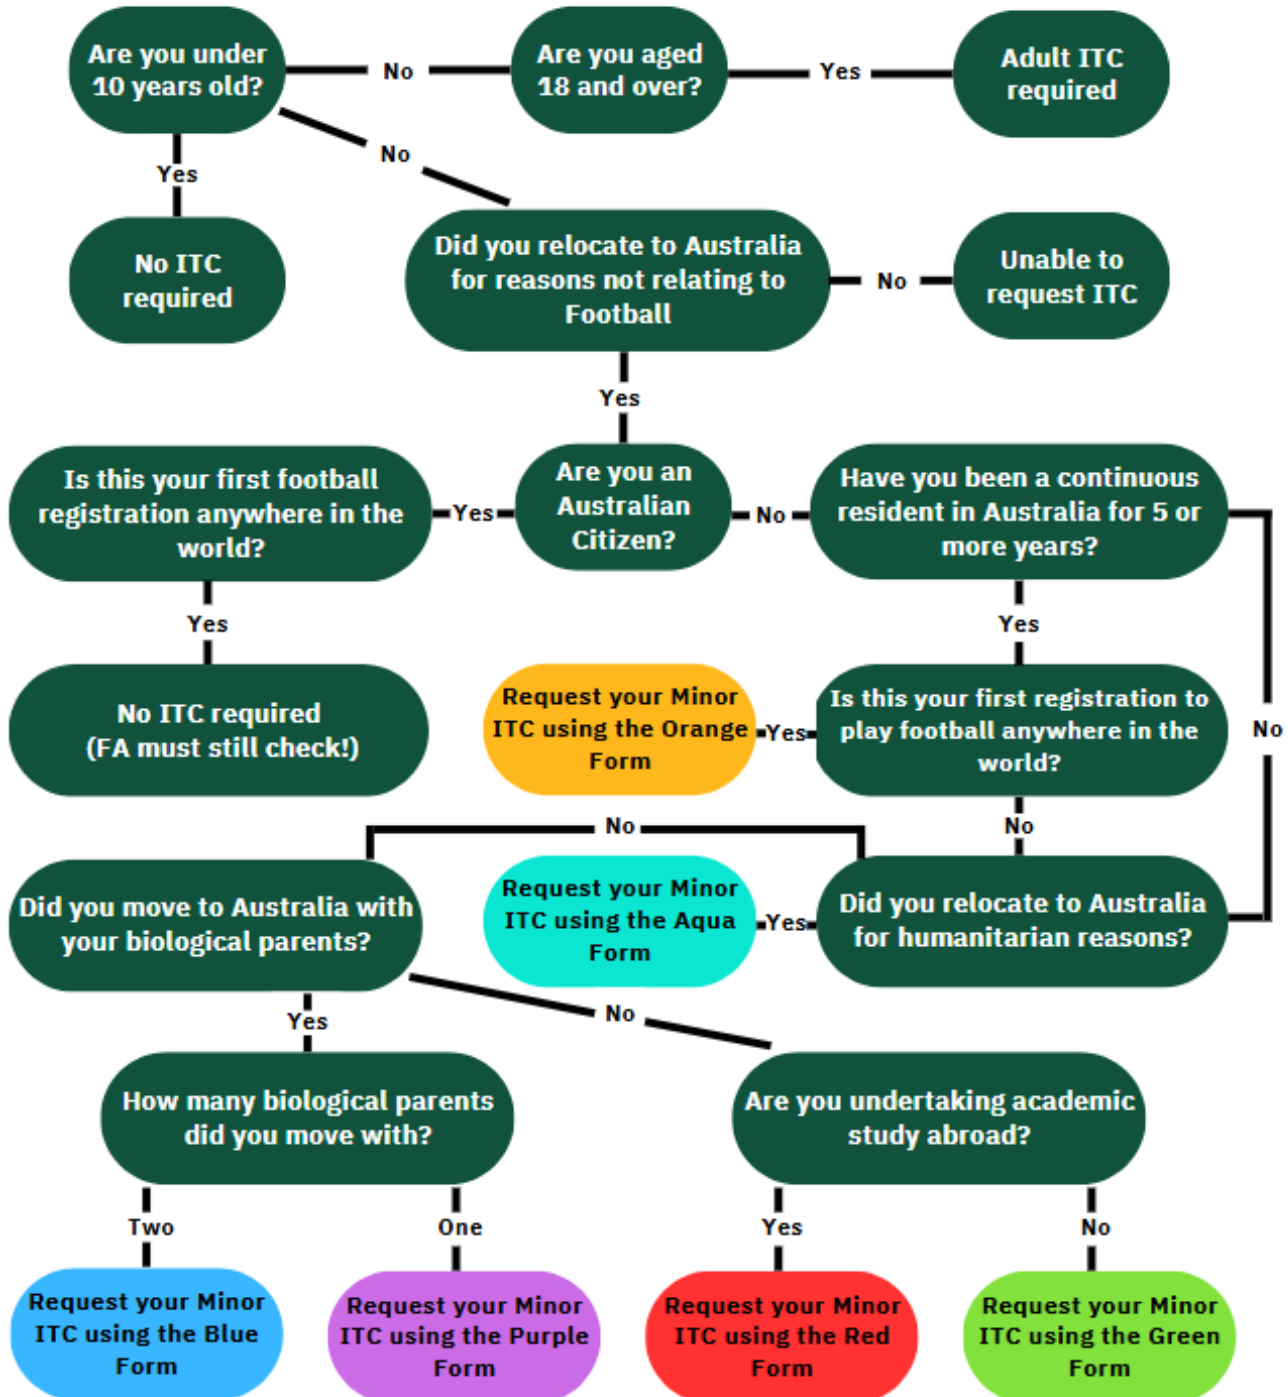 Are you under
10 years old?
No
Are you aged
18 and over?
Yes
Adult ITC
required
Yes
No
No ITC
required
Did you relocate to Australia
for reasons not relating to
Football
No
Unable to
request ITC
Yes
Is this your first football
registration anywhere in the
world?
Yes
Are you an
Australian
Citizen?
No
Have you been a continuous
resident in Australia for 5 or
more years?
Yes
Yes
No
No ITC required
(FA must still check!)
Request your Minor
ITC using the Orange
Form
Yes
Is this your first registration to
play football anywhere in the
world?
No
No
Did you move to Australia with
your biological parents?
Request your Minor
ITC using the Aqua
Form
Yes
Did you relocate to Australia
for humanitarian reasons?
Yes
No
How many biological parents
did you move with?
Are you undertaking academic
study abroad?
Two
One
Yes
No
Request your Minor
ITC using the Blue
Form
Request your Minor
ITC using the Purple
Form
Request your Minor
ITC using the Red
Form
Request your Minor
ITC using the Green
Form